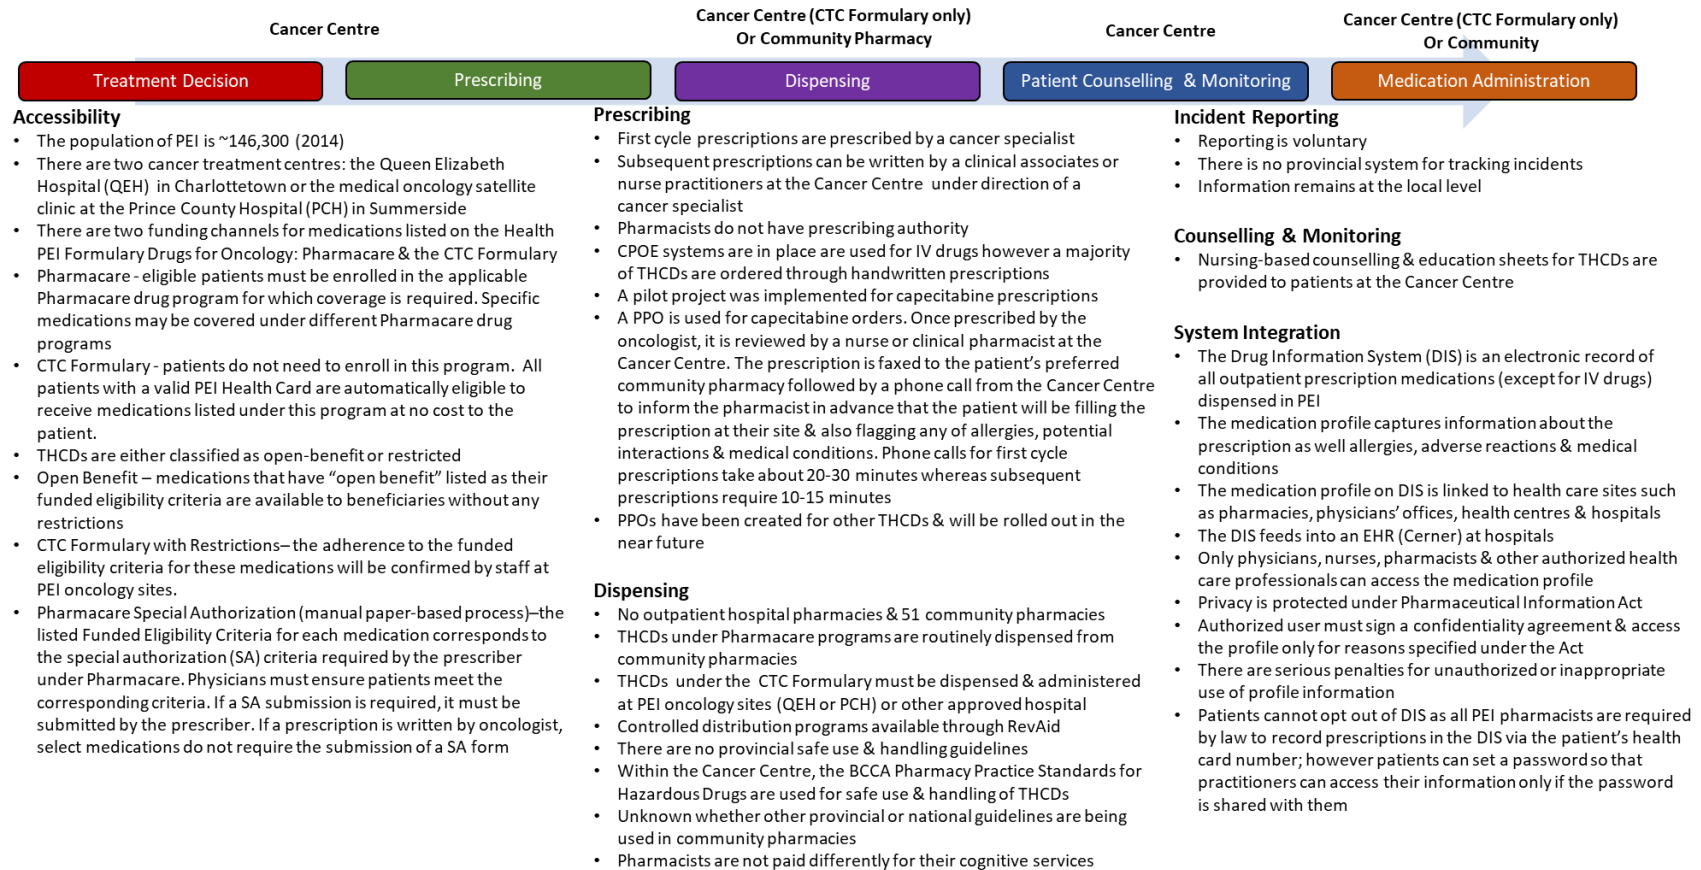 Cancer Centre
Cancer Centre (CTC Formulary only)
Or Community Pharmacy
Cancer Centre
Cancer Centre (CTC Formulary only)
Or Community
Treatment Decision
Prescribing
Dispensing
Patient Counselling & Monitoring
Medication Administration
Accessibility
• The population of PEI is ~146,300 (2014)
• There are two cancer treatment centres: the Queen Elizabeth
Hospital (QEH) in Charlottetown or the medical oncology satellite
clinic at the Prince County Hospital (PCH) in Summerside
• There are two funding channels for medications listed on the Health
PEI Formulary Drugs for Oncology: Pharmacare & the CTC Formulary
• Pharmacare - eligible patients must be enrolled in the applicable
Pharmacare drug program for which coverage is required. Specific
medications may be covered under different Pharmacare drug
programs
• CTC Formulary - patients do not need to enroll in this program. All
patients with a valid PEI Health Card are automatically eligible to
receive medications listed under this program at no cost to the
patient.
• THCDs are either classified as open-benefit or restricted
• Open Benefit – medications that have “open benefit” listed as their
funded eligibility criteria are available to beneficiaries without any
restrictions
• CTC Formulary with Restrictions– the adherence to the funded
eligibility criteria for these medications will be confirmed by staff at
PEI oncology sites.
• Pharmacare Special Authorization (manual paper-based process)–the
listed Funded Eligibility Criteria for each medication corresponds to
the special authorization (SA) criteria required by the prescriber
under Pharmacare. Physicians must ensure patients meet the
corresponding criteria. If a SA submission is required, it must be
submitted by the prescriber. If a prescription is written by oncologist,
select medications do not require the submission of a SA form
Prescribing
• First cycle prescriptions are prescribed by a cancer specialist
• Subsequent prescriptions can be written by a clinical associates or
nurse practitioners at the Cancer Centre under direction of a
cancer specialist
• Pharmacists do not have prescribing authority
• CPOE systems are in place are used for IV drugs however a majority
of THCDs are ordered through handwritten prescriptions
• A pilot project was implemented for capecitabine prescriptions
• A PPO is used for capecitabine orders. Once prescribed by the
oncologist, it is reviewed by a nurse or clinical pharmacist at the
Cancer Centre. The prescription is faxed to the patient’s preferred
community pharmacy followed by a phone call from the Cancer Centre
to inform the pharmacist in advance that the patient will be filling the
prescription at their site & also flagging any of allergies, potential
interactions & medical conditions. Phone calls for first cycle
prescriptions take about 20-30 minutes whereas subsequent
prescriptions require 10-15 minutes
• PPOs have been created for other THCDs & will be rolled out in the
near future
Dispensing
• No outpatient hospital pharmacies & 51 community pharmacies
• THCDs under Pharmacare programs are routinely dispensed from
community pharmacies
• THCDs under the CTC Formulary must be dispensed & administered
at PEI oncology sites (QEH or PCH) or other approved hospital
• Controlled distribution programs available through RevAid
• There are no provincial safe use & handling guidelines
• Within the Cancer Centre, the BCCA Pharmacy Practice Standards for
Hazardous Drugs are used for safe use & handling of THCDs
• Unknown whether other provincial or national guidelines are being
used in community pharmacies
• Pharmacists are not paid differently for their cognitive services
Incident Reporting
• Reporting is voluntary
• There is no provincial system for tracking incidents
• Information remains at the local level
Counselling & Monitoring
• Nursing-based counselling & education sheets for THCDs are
provided to patients at the Cancer Centre
System Integration
• The Drug Information System (DIS) is an electronic record of
all outpatient prescription medications (except for IV drugs)
dispensed in PEI
• The medication profile captures information about the
prescription as well allergies, adverse reactions & medical
conditions
• The medication profile on DIS is linked to health care sites such
as pharmacies, physicians’ offices, health centres & hospitals
• The DIS feeds into an EHR (Cerner) at hospitals
• Only physicians, nurses, pharmacists & other authorized health
care professionals can access the medication profile
• Privacy is protected under Pharmaceutical Information Act
• Authorized user must sign a confidentiality agreement & access
the profile only for reasons specified under the Act
• There are serious penalties for unauthorized or inappropriate
use of profile information
• Patients cannot opt out of DIS as all PEI pharmacists are required
by law to record prescriptions in the DIS via the patient’s health
card number; however patients can set a password so that
practitioners can access their information only if the password
is shared with them